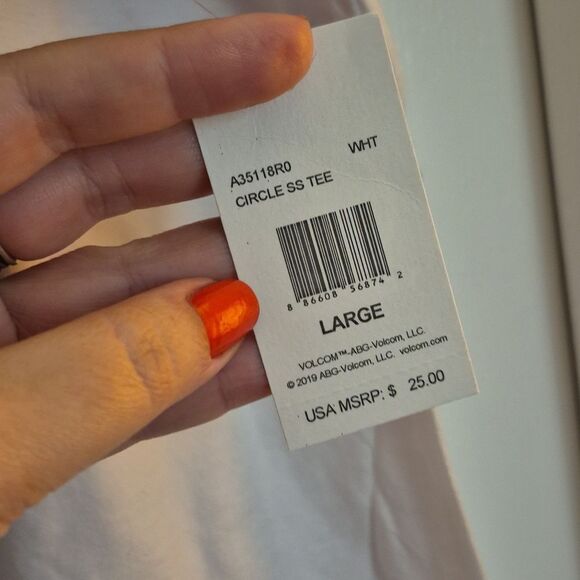 WHT
A35118R0
CIRCLE SS TEE
8 86608 56874 2
LARGE
VOLCOM™-ABG-Volcom, LLC.
© 2019 ABG-Volcom, LLC. volcom.com
USA MSRP: $ 25.00